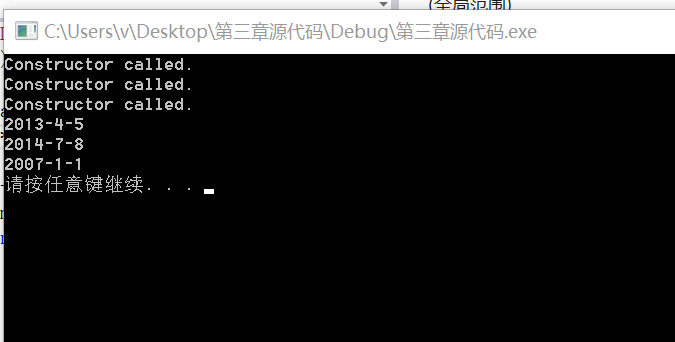 (全局范围)
C:\Users\v\Desktop\第三章源代码\Debug\第三章源代码.exe
Constructor called.
Constructor called.
Constructor called.
2013-4-5
2014-7-8
2007-1-1
请按任意键继续. . .